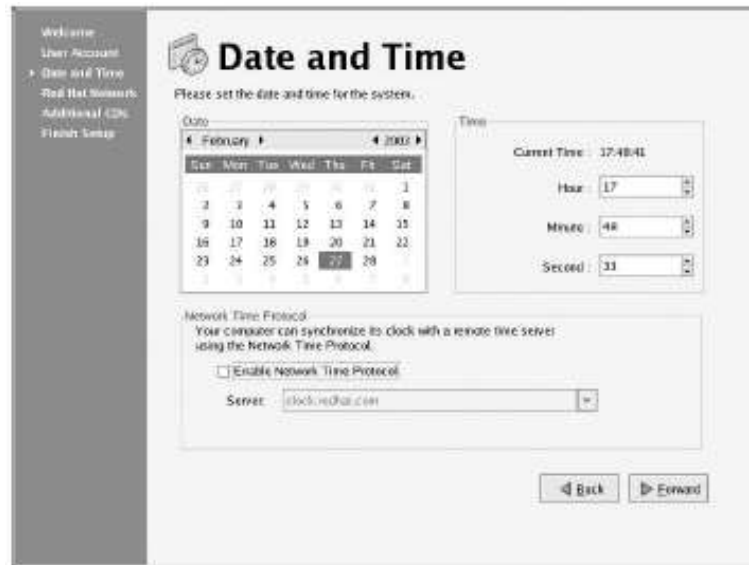 Welcome
User Account
Date and Time
Red Hat Network
Additional CDs
Finish Setup
Date and Time
Please set the date and time for the system.
Date
February 2003
Sun Mon Tue Wed Thu Fri Sat
1
2 3 4 5 6 7 8
9 10 11 12 13 14 15
16 17 18 19 20 21 22
23 24 25 26 27 28
Time
Current Time : 17:48:41
Hour : 17
Minute : 48
Second : 33
Network Time Protocol
Your computer can synchronize its clock with a remote time server
using the Network Time Protocol.
Enable Network Time Protocol
Server: clock.redhat.com
Back
Forward